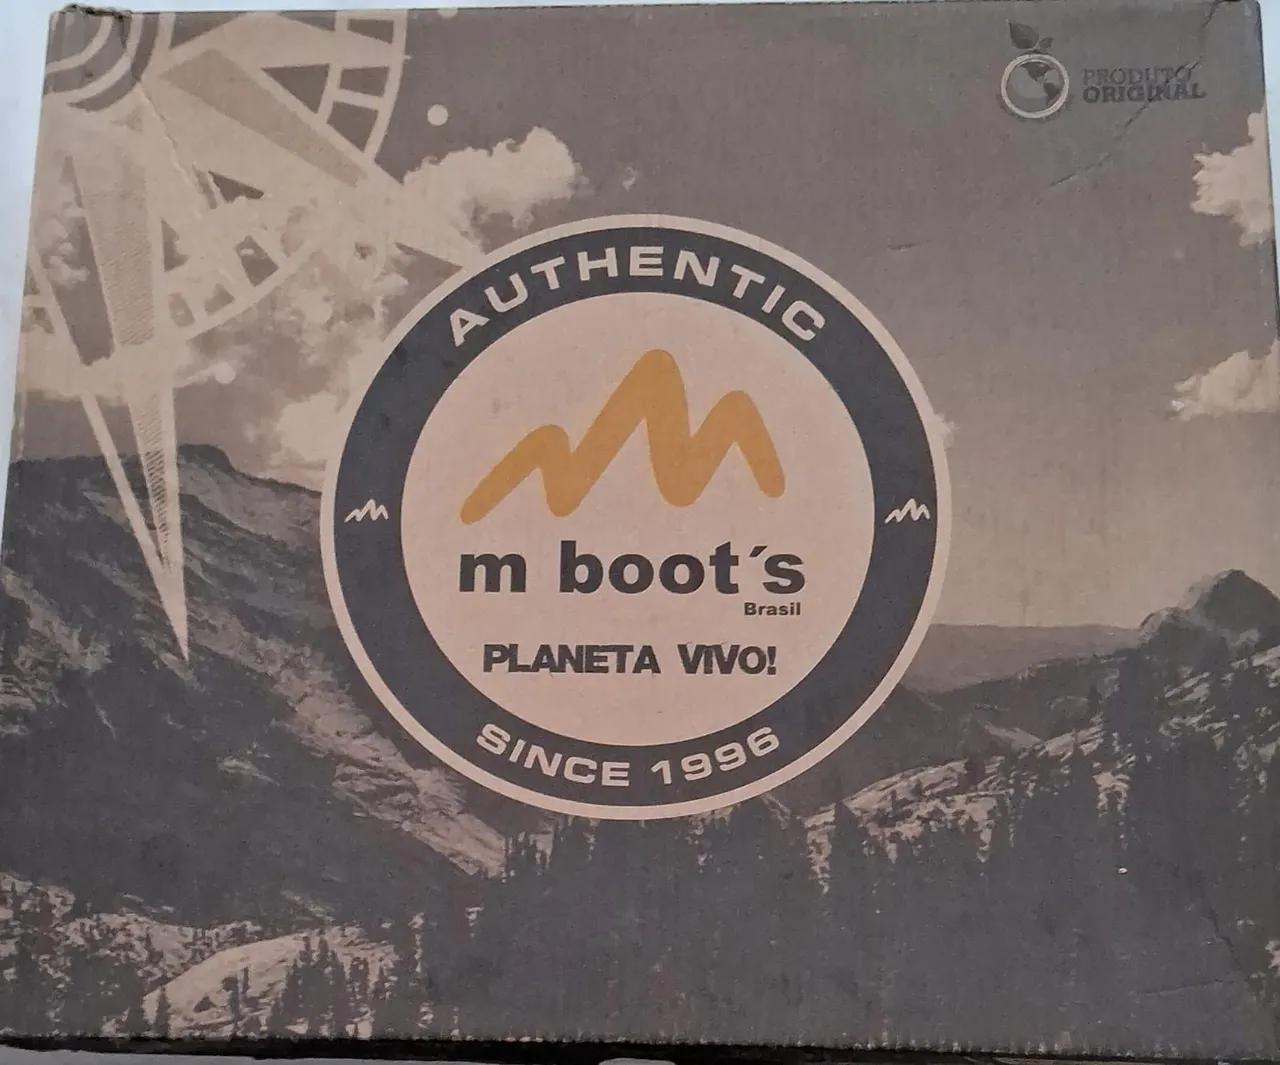 PRODUTO
ORIGINAL
AUTHENTIC
m boot´s
Brasil
PLANETA VIVO!
SINCE 1996